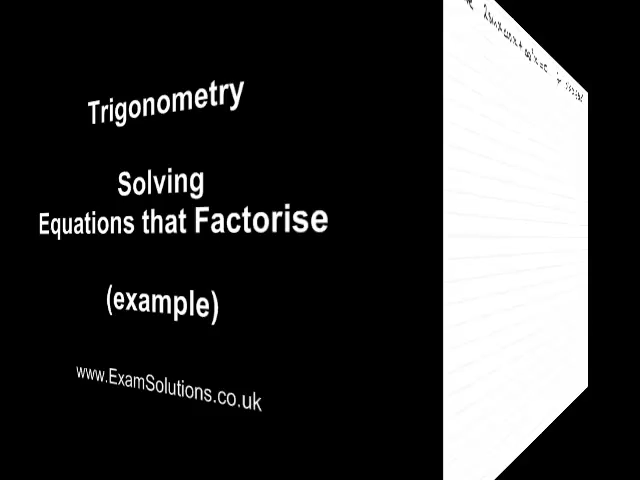 Trigonometry
Solving
Equations that Factorise
(example)
www.ExamSolutions.co.uk